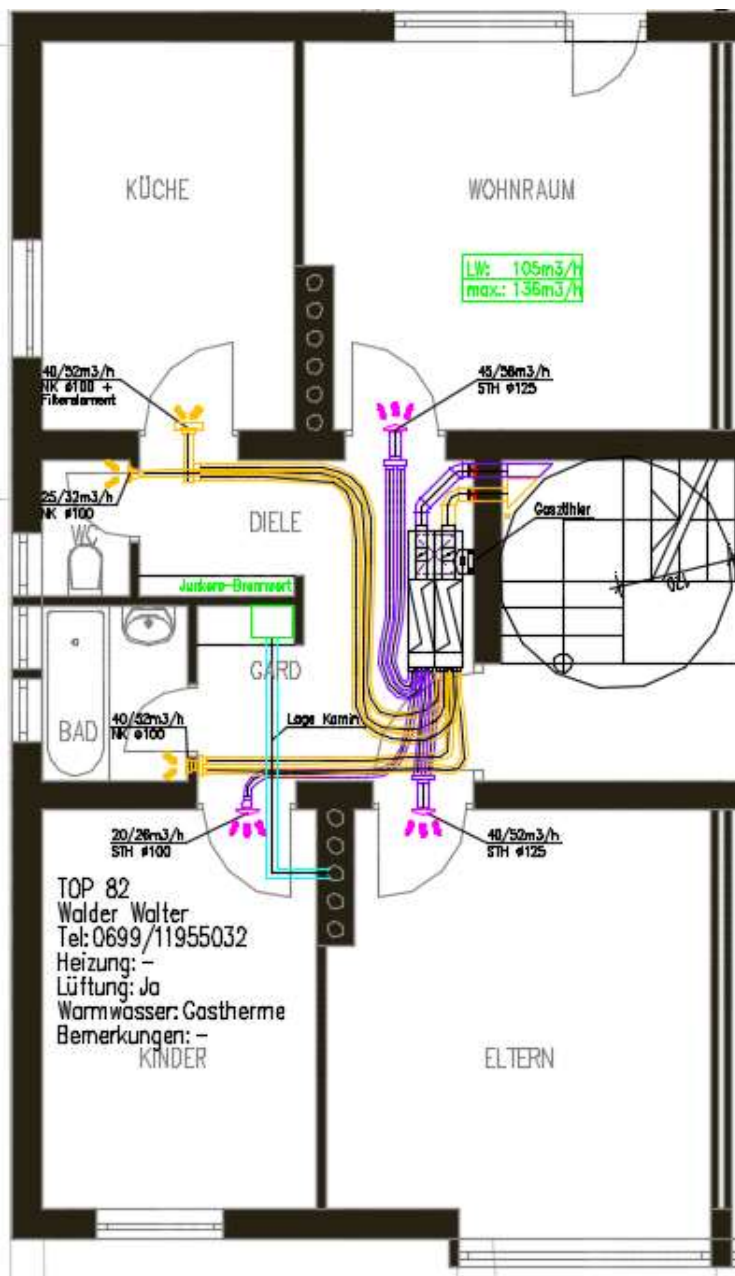 KÜCHE
WOHNRAUM
LW: 105m3/h
max.: 136m3/h
40/52m3/h
NK ø100 +
Filterelement
45/58m3/h
STH ø125
25/32m3/h
NK ø100
WC
DIELE
Gaszähler
120
Junkers-Brennwert
GARD
BAD
40/52m3/h
NK ø100
Lage Kamin
20/26m3/h
STH ø100
40/52m3/h
STH ø125
TOP 82
Walder Walter
Tel: 0699/11955032
Heizung: -
Lüftung: Ja
Warmwasser: Gastherme
Bemerkungen: -
KINDER
ELTERN